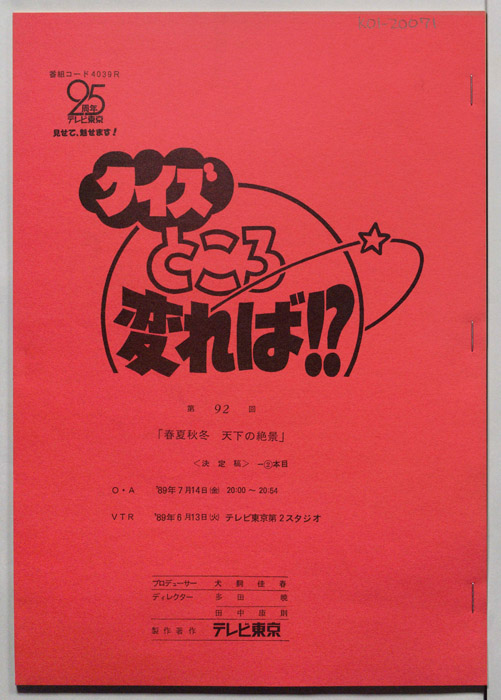 番組コード4039R
25
周年
テレビ東京
見せて、魅せます!
クイズ
ところ
変れば!?
第 92 回
「春夏秋冬 天下の絶景」
〈決定稿〉 ー②本目
O・A '89年7月14日(金) 20:00〜20:54
VTR '89年6月13日(火) テレビ東京第2スタジオ
プロデューサー 犬飼佳春
ディレクター 多田暁
田中康則
製作著作 テレビ東京